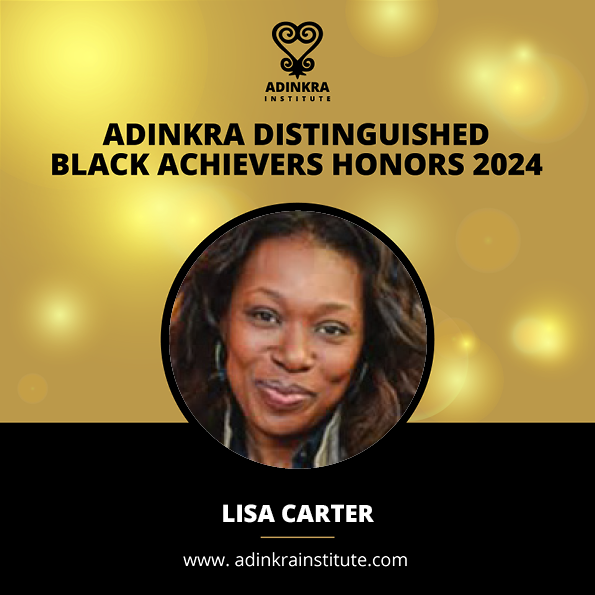 ADINKRA
INSTITUTE
ADINKRA DISTINGUISHED
BLACK ACHIEVERS HONORS 2024
LISA CARTER
www. adinkrainstitute.com